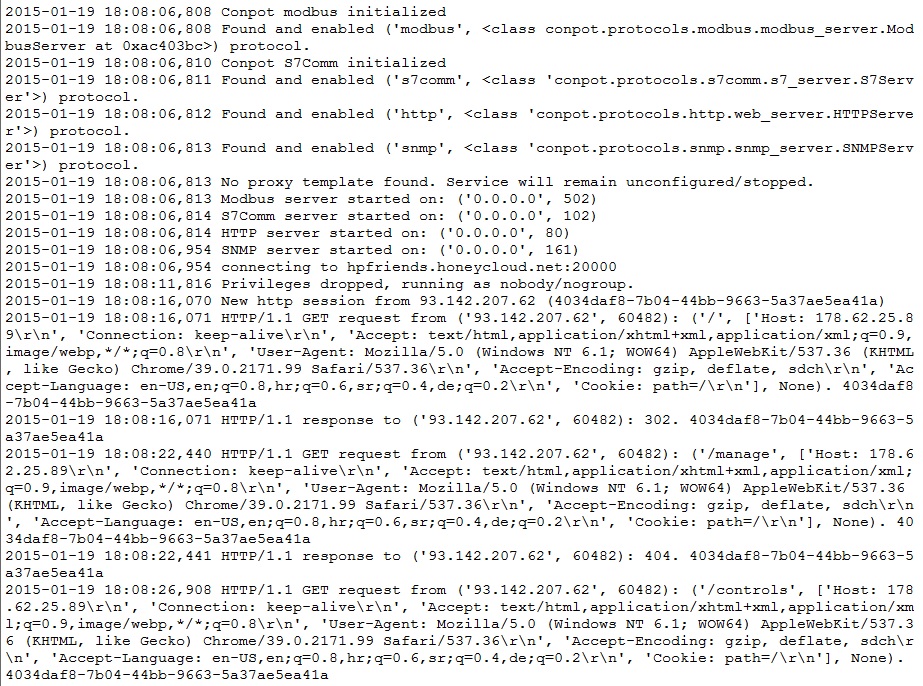 2015-01-19 18:08:06,808 Conpot modbus initialized
2015-01-19 18:08:06,808 Found and enabled ('modbus', <class conpot.protocols.modbus.modbus_server.Mod
busServer at 0xac403bc>) protocol.
2015-01-19 18:08:06,810 Conpot S7Comm initialized
2015-01-19 18:08:06,811 Found and enabled ('s7comm', <class 'conpot.protocols.s7comm.s7_server.S7Serv
er'>) protocol.
2015-01-19 18:08:06,812 Found and enabled ('http', <class 'conpot.protocols.http.web_server.HTTPServe
r'>) protocol.
2015-01-19 18:08:06,813 Found and enabled ('snmp', <class 'conpot.protocols.snmp.snmp_server.SNMPServ
er'>) protocol.
2015-01-19 18:08:06,813 No proxy template found. Service will remain unconfigured/stopped.
2015-01-19 18:08:06,813 Modbus server started on: ('0.0.0.0', 502)
2015-01-19 18:08:06,814 S7Comm server started on: ('0.0.0.0', 102)
2015-01-19 18:08:06,814 HTTP server started on: ('0.0.0.0', 80)
2015-01-19 18:08:06,954 SNMP server started on: ('0.0.0.0', 161)
2015-01-19 18:08:06,954 connecting to hpfriends.honeycloud.net:20000
2015-01-19 18:08:11,816 Privileges dropped, running as nobody/nogroup.
2015-01-19 18:08:16,070 New http session from 93.142.207.62 (4034daf8-7b04-44bb-9663-5a37ae5ea41a)
2015-01-19 18:08:16,071 HTTP/1.1 GET request from ('93.142.207.62', 60482): ('/', ['Host: 178.62.25.8
9\r\n', 'Connection: keep-alive\r\n', 'Accept: text/html,application/xhtml+xml,application/xml;q=0.9,
image/webp,*/*;q=0.8\r\n', 'User-Agent: Mozilla/5.0 (Windows NT 6.1; WOW64) AppleWebKit/537.36 (KHTML
, like Gecko) Chrome/39.0.2171.99 Safari/537.36\r\n', 'Accept-Encoding: gzip, deflate, sdch\r\n', 'Ac
cept-Language: en-US,en;q=0.8,hr;q=0.6,sr;q=0.4,de;q=0.2\r\n', 'Cookie: path=/\r\n'], None). 4034daf8
-7b04-44bb-9663-5a37ae5ea41a
2015-01-19 18:08:16,071 HTTP/1.1 response to ('93.142.207.62', 60482): 302. 4034daf8-7b04-44bb-9663-5
a37ae5ea41a
2015-01-19 18:08:22,440 HTTP/1.1 GET request from ('93.142.207.62', 60482): ('/manage', ['Host: 178.6
2.25.89\r\n', 'Connection: keep-alive\r\n', 'Accept: text/html,application/xhtml+xml,application/xml;
q=0.9,image/webp,*/*;q=0.8\r\n', 'User-Agent: Mozilla/5.0 (Windows NT 6.1; WOW64) AppleWebKit/537.36
(KHTML, like Gecko) Chrome/39.0.2171.99 Safari/537.36\r\n', 'Accept-Encoding: gzip, deflate, sdch\r\n
', 'Accept-Language: en-US,en;q=0.8,hr;q=0.6,sr;q=0.4,de;q=0.2\r\n', 'Cookie: path=/\r\n'], None). 40
34daf8-7b04-44bb-9663-5a37ae5ea41a
2015-01-19 18:08:22,441 HTTP/1.1 response to ('93.142.207.62', 60482): 404. 4034daf8-7b04-44bb-9663-5
a37ae5ea41a
2015-01-19 18:08:26,908 HTTP/1.1 GET request from ('93.142.207.62', 60482): ('/controls', ['Host: 178
.62.25.89\r\n', 'Connection: keep-alive\r\n', 'Accept: text/html,application/xhtml+xml,application/xm
l;q=0.9,image/webp,*/*;q=0.8\r\n', 'User-Agent: Mozilla/5.0 (Windows NT 6.1; WOW64) AppleWebKit/537.3
6 (KHTML, like Gecko) Chrome/39.0.2171.99 Safari/537.36\r\n', 'Accept-Encoding: gzip, deflate, sdch\r
\n', 'Accept-Language: en-US,en;q=0.8,hr;q=0.6,sr;q=0.4,de;q=0.2\r\n', 'Cookie: path=/\r\n'], None).
4034daf8-7b04-44bb-9663-5a37ae5ea41a